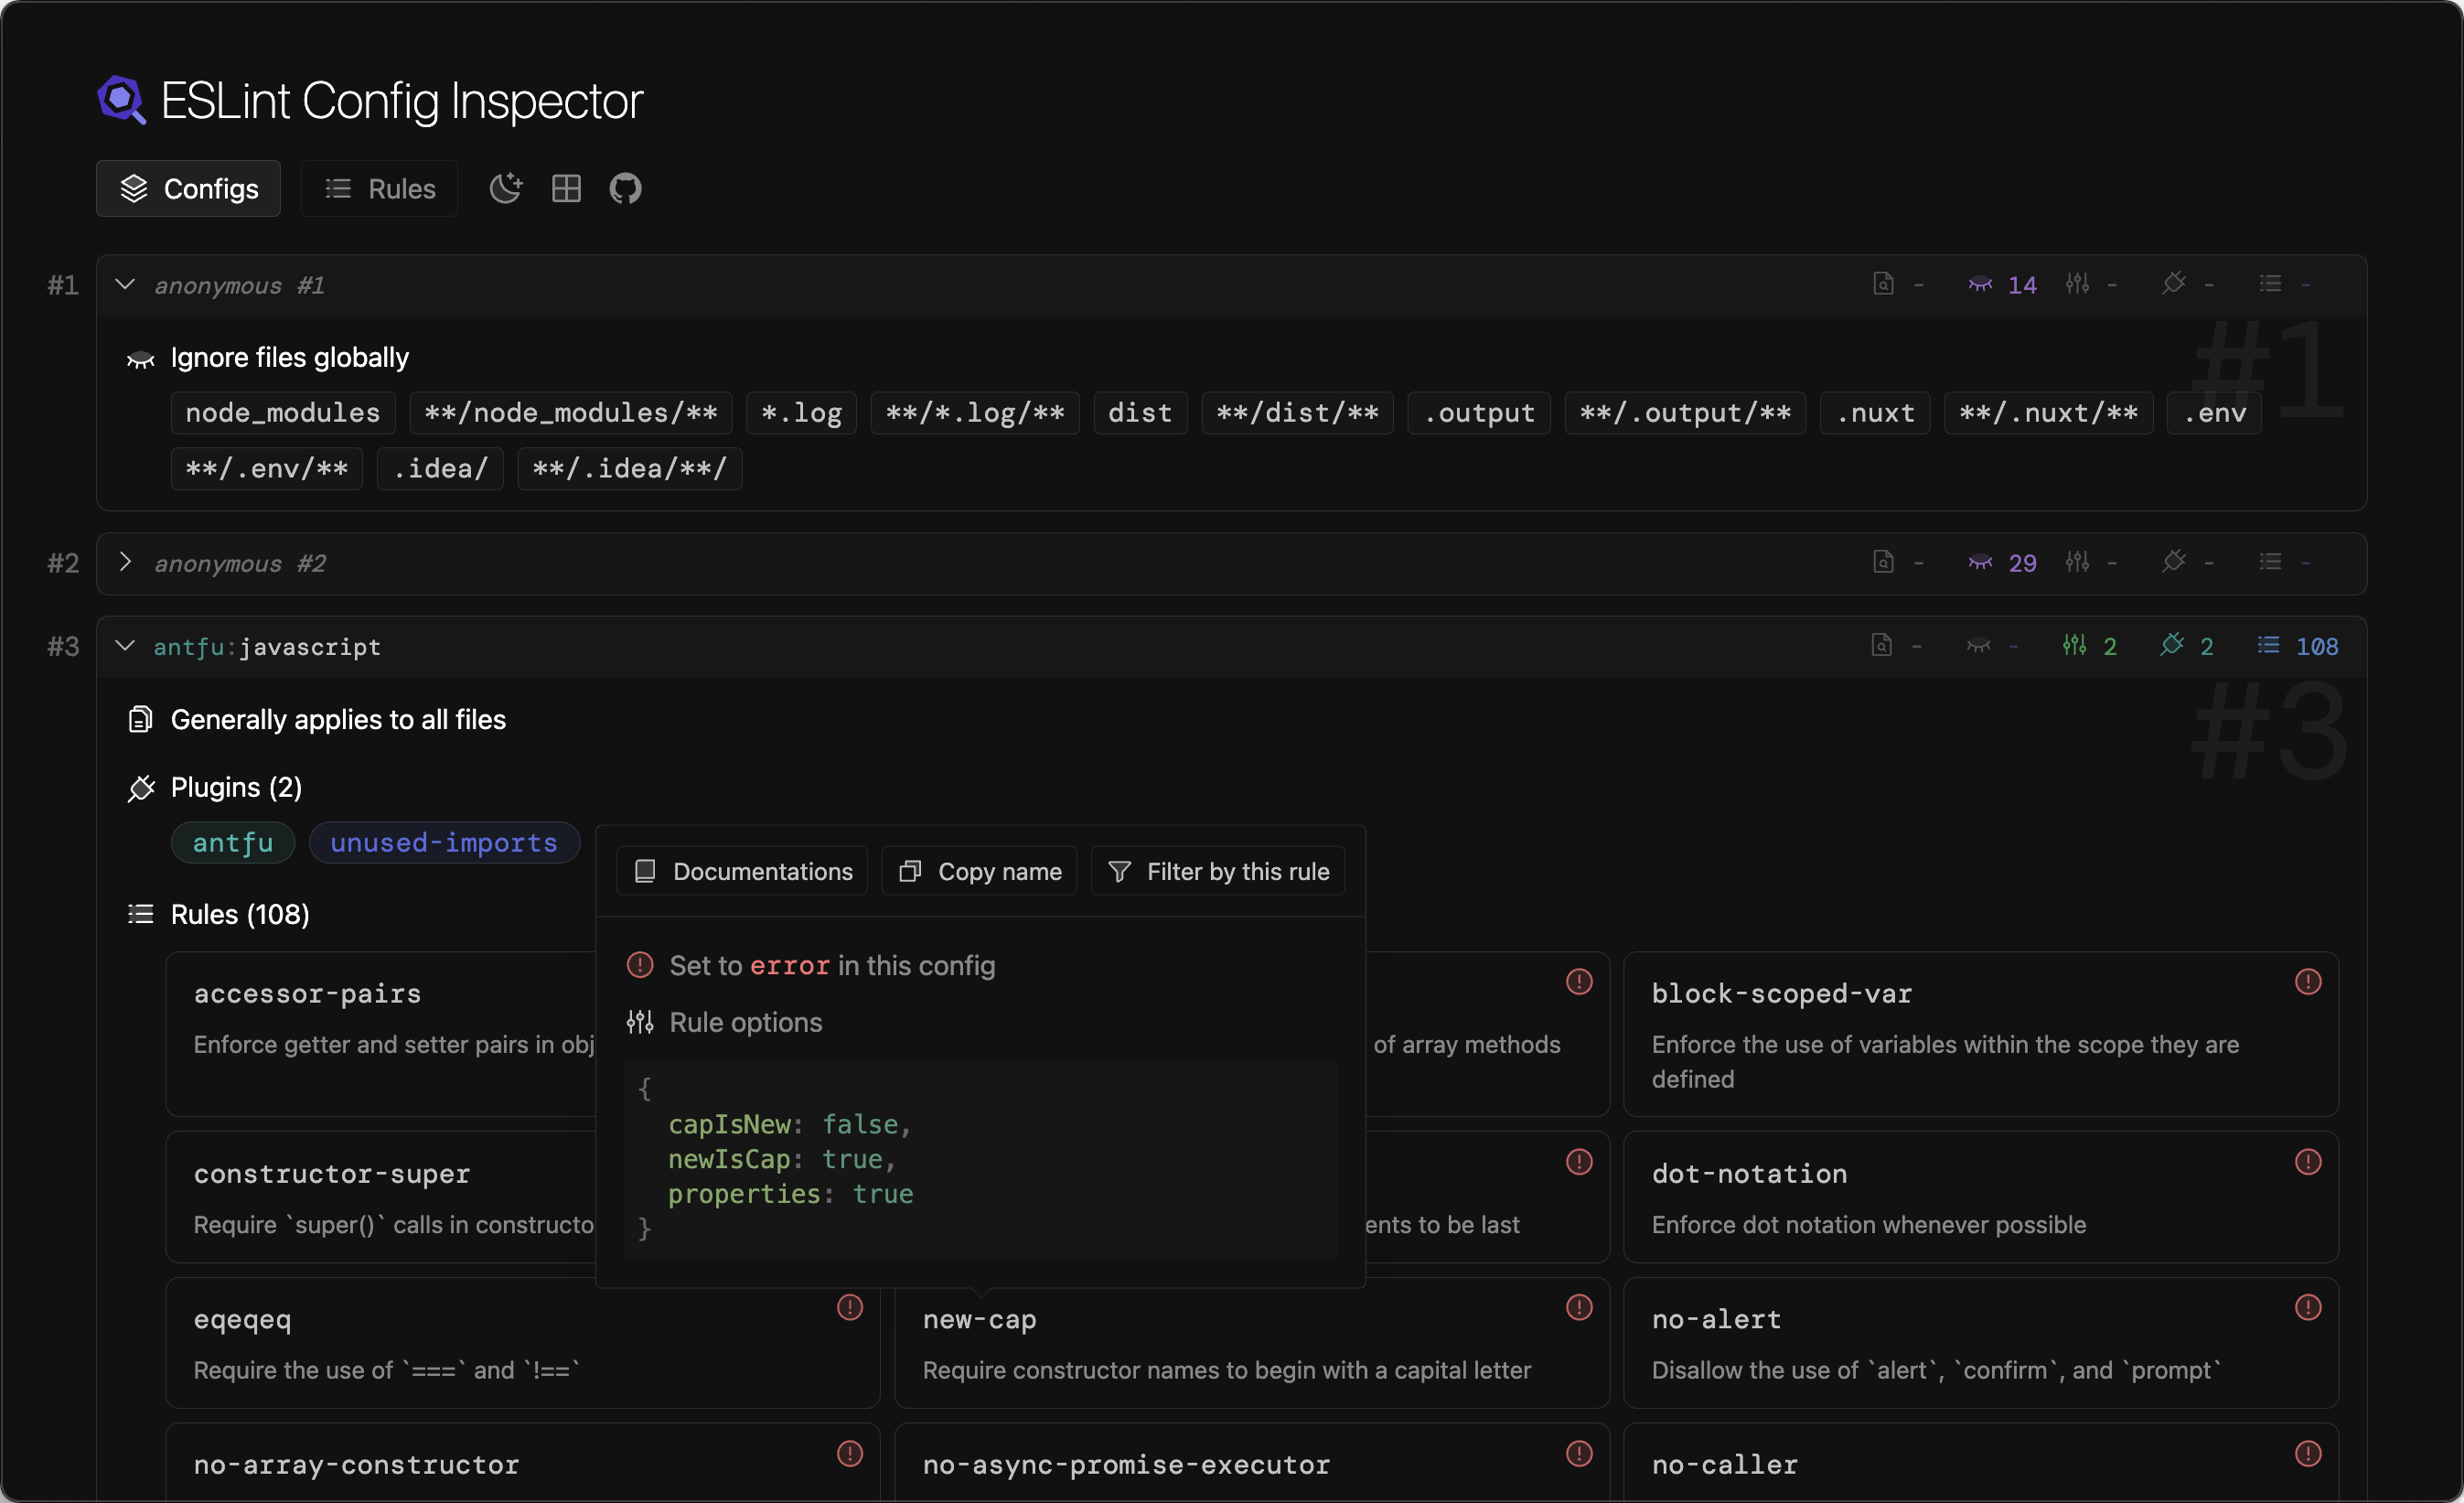 ESLint Config Inspector
Configs
Rules
#1
anonymous #1
-
14
-
-
-
#1
Ignore files globally
node_modules
**/node_modules/**
*.log
**/*.log/**
dist
**/dist/**
.output
**/.output/**
.nuxt
**/.nuxt/**
.env
**/.env/**
.idea/
**/.idea/**/
#2
anonymous #2
-
29
-
-
-
#3
antfu:javascript
-
-
2
2
108
#3
Generally applies to all files
Plugins (2)
antfu
unused-imports
Documentations
Copy name
Filter by this rule
Rules (108)
Set to error in this config
Rule options
{
capIsNew: false,
newIsCap: true,
properties: true
}
accessor-pairs
Enforce getter and setter pairs in obj
of array methods
block-scoped-var
Enforce the use of variables within the scope they are
defined
constructor-super
Require `super()` calls in constructo
ents to be last
dot-notation
Enforce dot notation whenever possible
eqeqeq
Require the use of `===` and `!==`
new-cap
Require constructor names to begin with a capital letter
no-alert
Disallow the use of `alert`, `confirm`, and `prompt`
no-array-constructor
no-async-promise-executor
no-caller